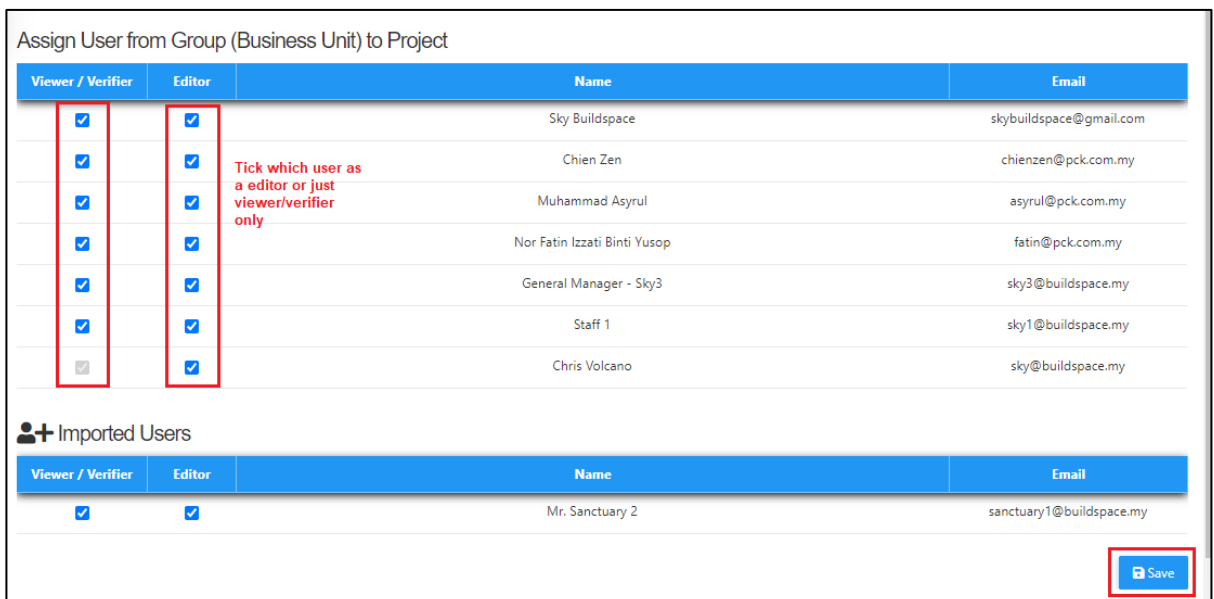 Assign User from Group (Business Unit) to Project
Viewer / Verifier Editor Name Email
Sky Buildspace skybuildspace@gmail.com
Chien Zen chienzen@pck.com.my
Tick which user as
a editor or just
viewer/verifier
only
Muhammad Asyrul asyrul@pck.com.my
Nor Fatin Izzati Binti Yusop fatin@pck.com.my
General Manager - Sky3 sky3@buildspace.my
Staff 1 sky1@buildspace.my
Chris Volcano sky@buildspace.my
Imported Users
Viewer / Verifier Editor Name Email
Mr. Sanctuary 2 sanctuary1@buildspace.my
Save